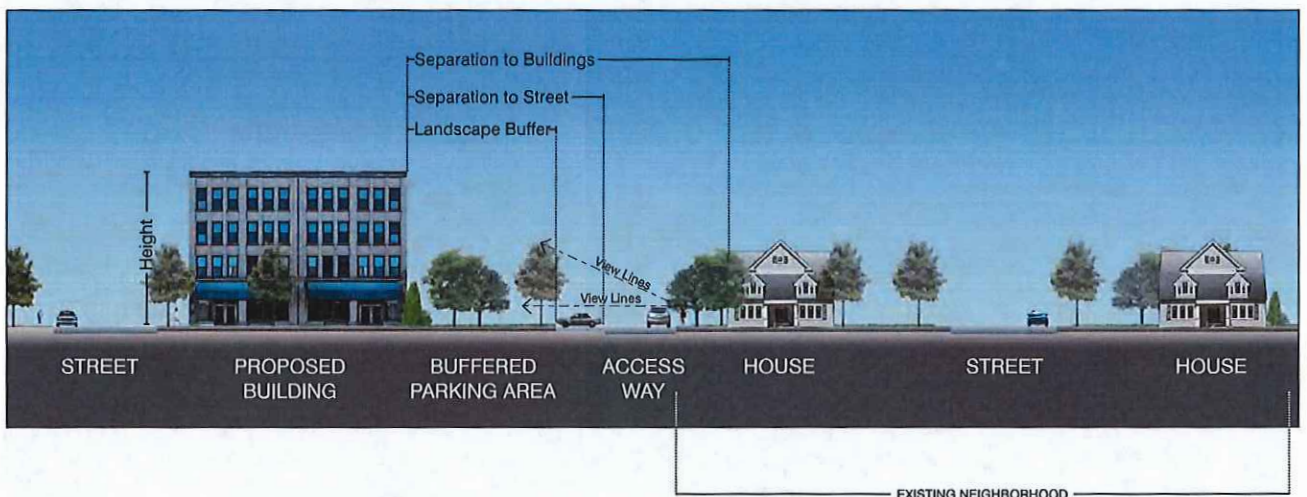 Separation to Buildings
Separation to Street
Landscape Buffer
Height
View Lines
View Lines
STREET
PROPOSED
BUILDING
BUFFERED
PARKING AREA
ACCESS
WAY
HOUSE
STREET
HOUSE
EXISTING NEIGHBORHOOD